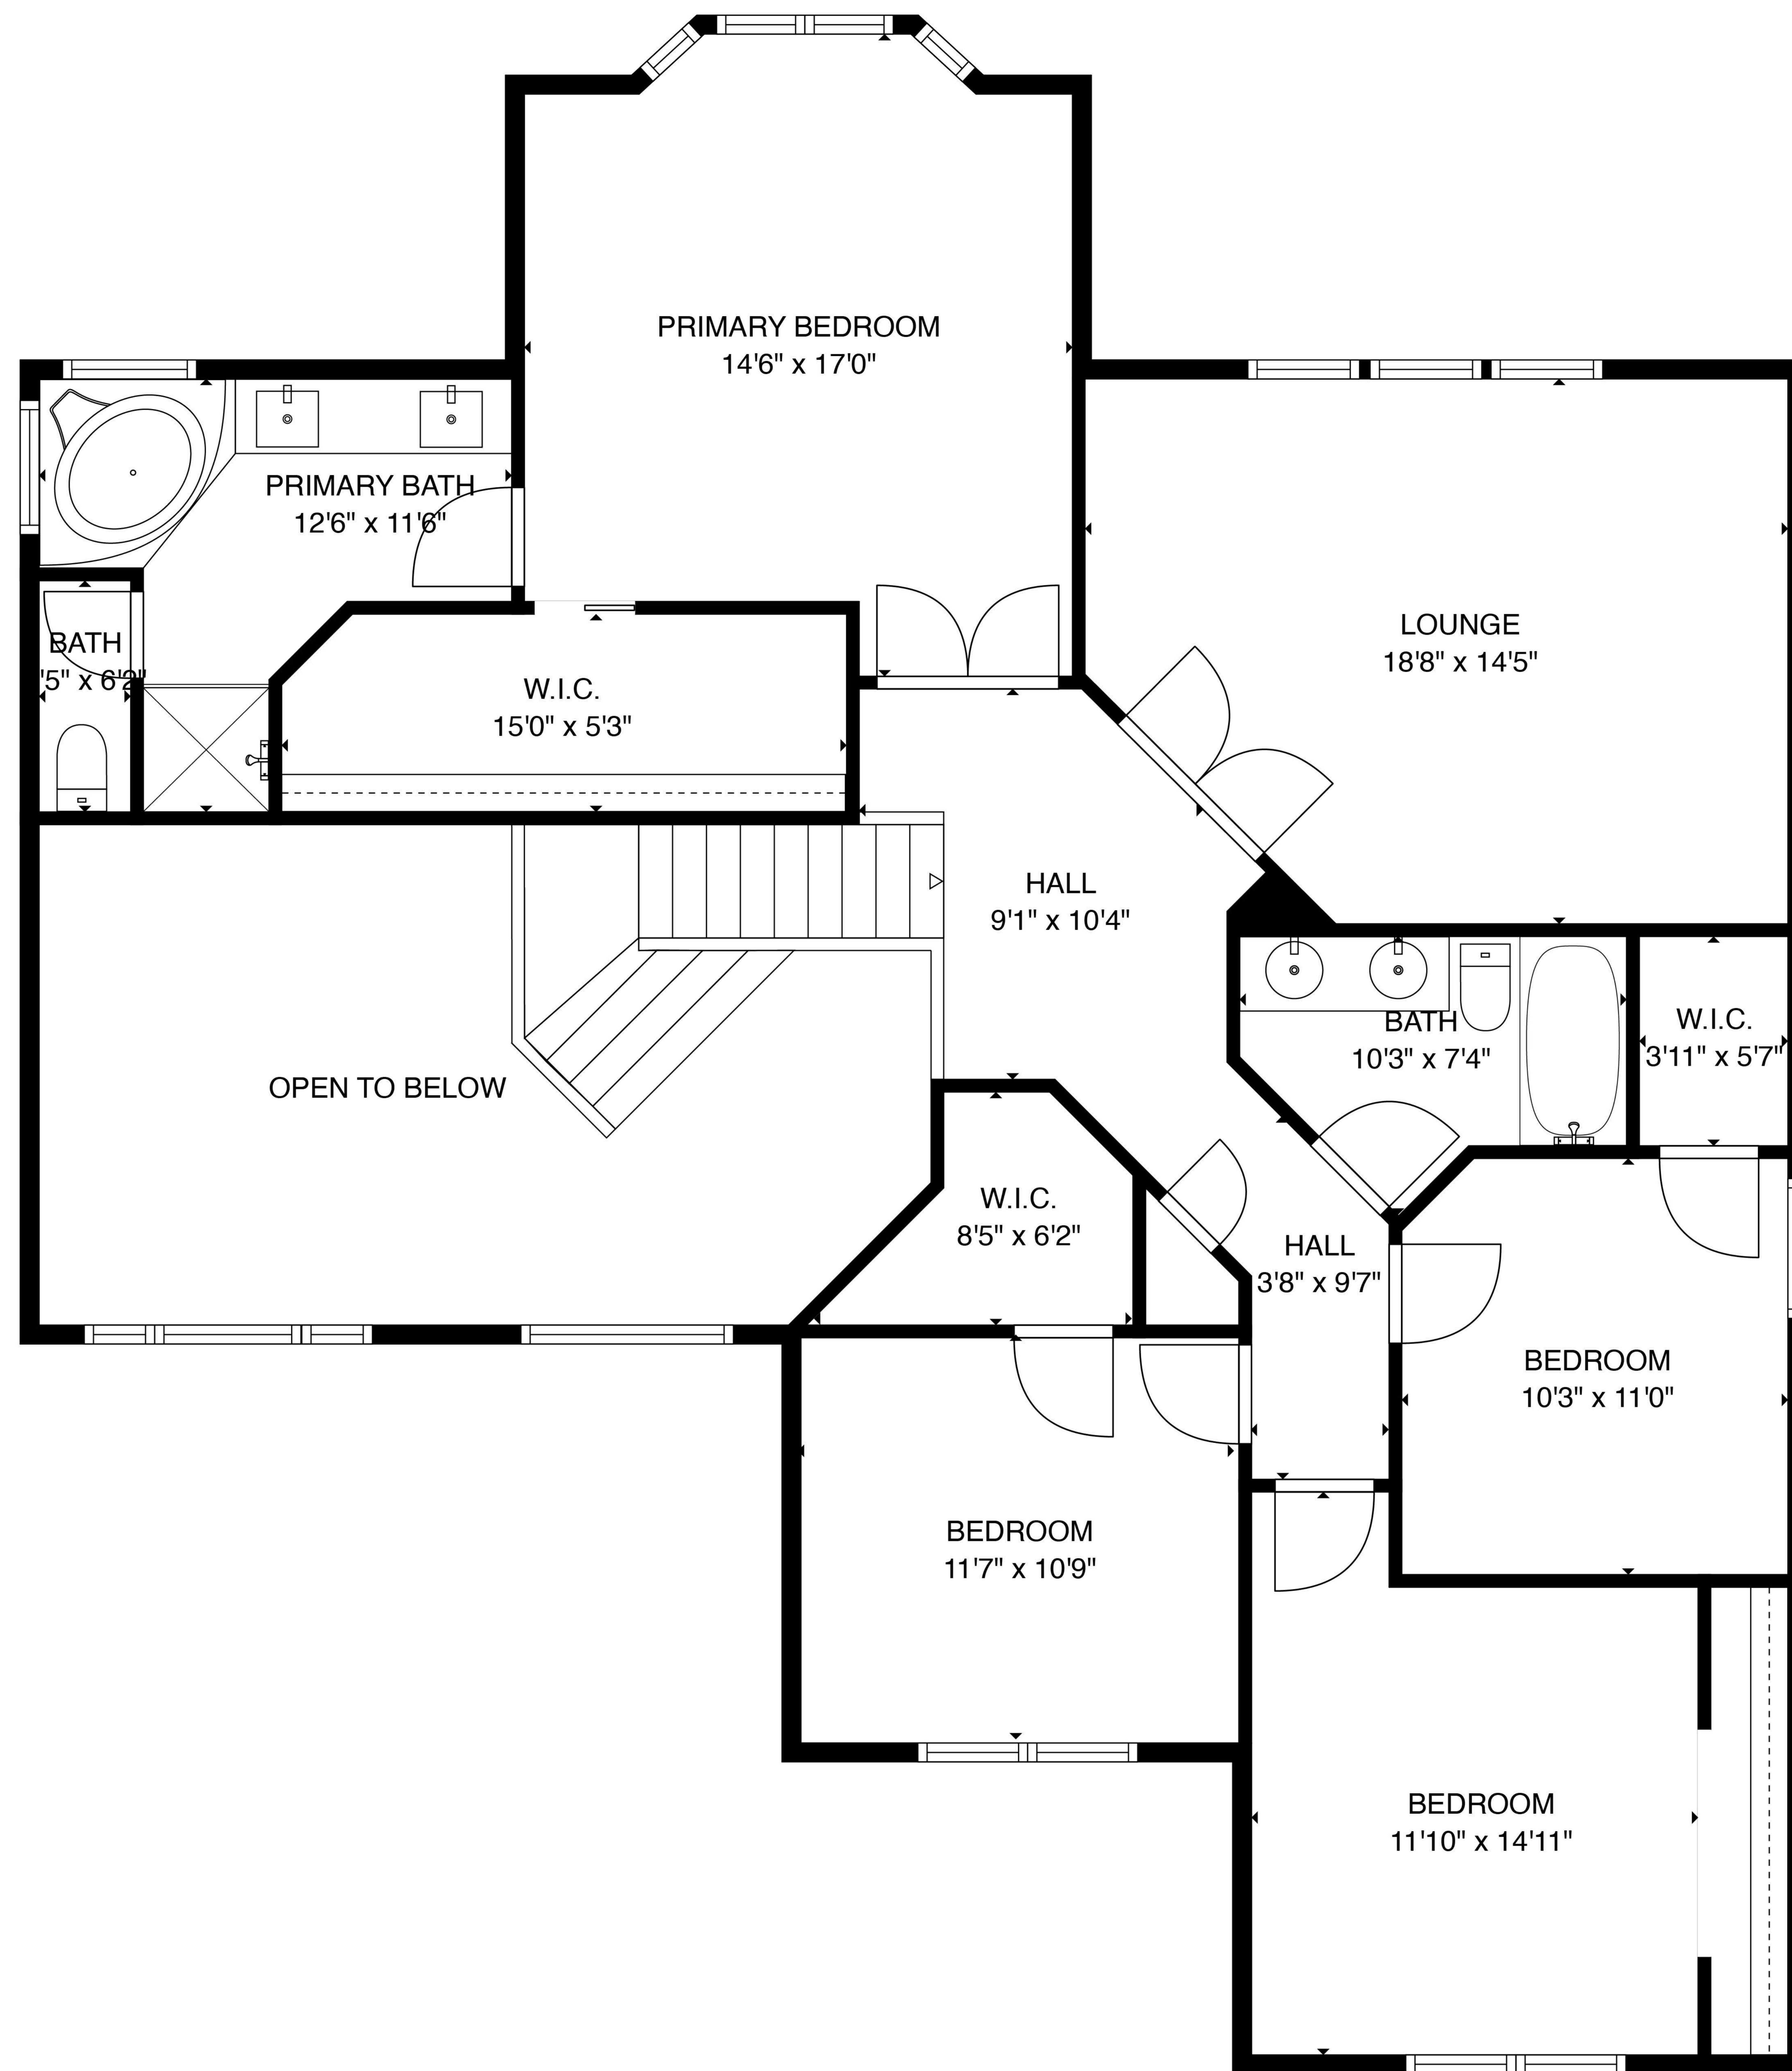 PRIMARY BEDROOM
14'6" x 17'0"
PRIMARY BATH
12'6" x 11'6"
LOUNGE
18'8" x 14'5"
BATH
'5" x 6'2"
W.I.C.
15'0" x 5'3"
HALL
9'1" x 10'4"
BATH
10'3" x 7'4"
W.I.C.
3'11" x 5'7"
OPEN TO BELOW
W.I.C.
8'5" x 6'2"
HALL
3'8" x 9'7"
BEDROOM
10'3" x 11'0"
BEDROOM
11'7" x 10'9"
BEDROOM
11'10" x 14'11"